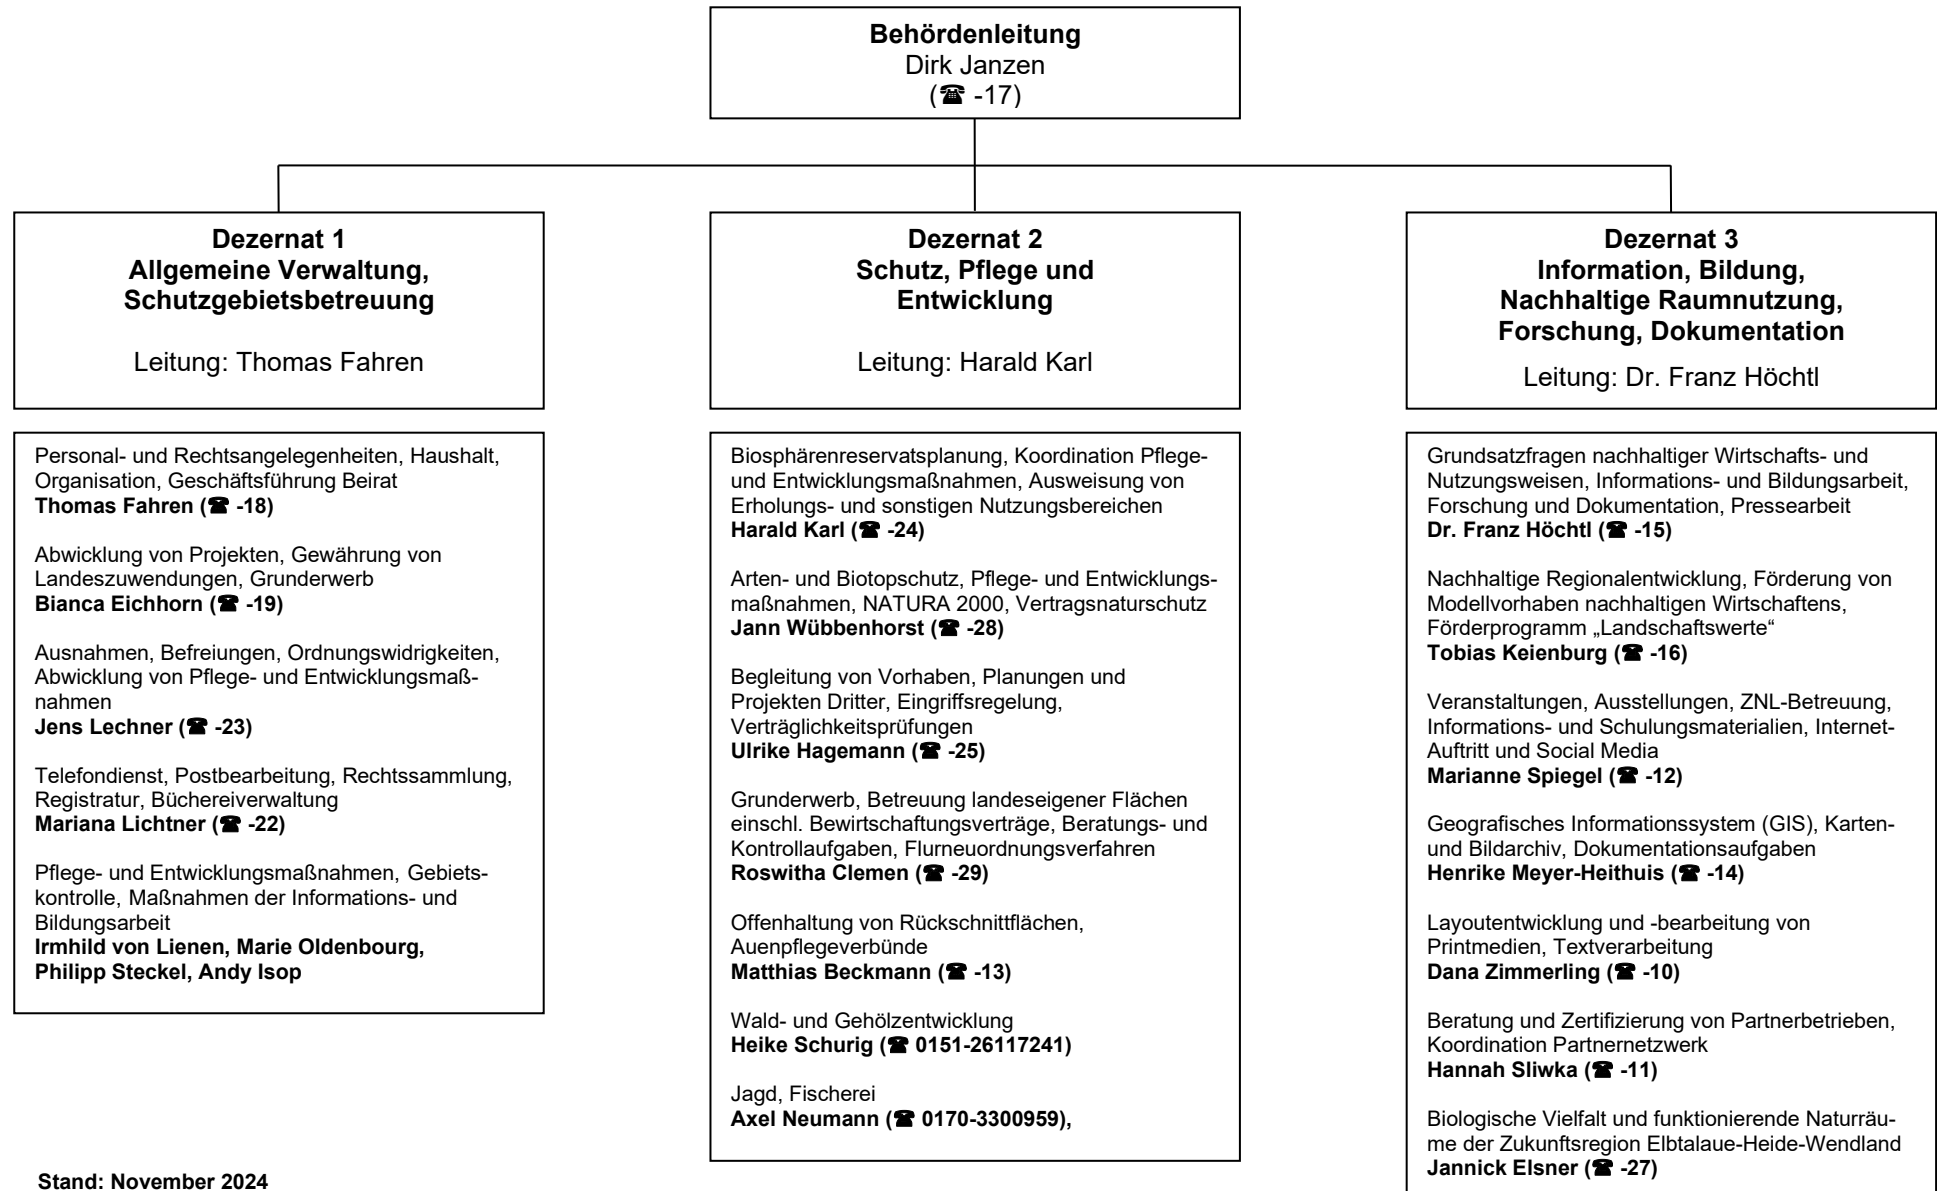 Behördenleitung
Dirk Janzen
(☎ -17)
Dezernat 1
Allgemeine Verwaltung,
Schutzgebietsbetreuung
Leitung: Thomas Fahren
Personal- und Rechtsangelegenheiten, Haushalt,
Organisation, Geschäftsführung Beirat
Thomas Fahren (☎ -18)
Abwicklung von Projekten, Gewährung von
Landeszuwendungen, Grunderwerb
Bianca Eichhorn (☎ -19)
Ausnahmen, Befreiungen, Ordnungswidrigkeiten,
Abwicklung von Pflege- und Entwicklungsmaß-
nahmen
Jens Lechner (☎ -23)
Telefondienst, Postbearbeitung, Rechtssammlung,
Registratur, Büchereiverwaltung
Mariana Lichtner (☎ -22)
Pflege- und Entwicklungsmaßnahmen, Gebiets-
kontrolle, Maßnahmen der Informations- und
Bildungsarbeit
Irmhild von Lienen, Marie Oldenbourg,
Philipp Steckel, Andy Isop
Dezernat 2
Schutz, Pflege und
Entwicklung
Leitung: Harald Karl
Biosphärenreservatsplanung, Koordination Pflege-
und Entwicklungsmaßnahmen, Ausweisung von
Erholungs- und sonstigen Nutzungsbereichen
Harald Karl (☎ -24)
Arten- und Biotopschutz, Pflege- und Entwicklungs-
maßnahmen, NATURA 2000, Vertragsnaturschutz
Jann Wübbenhorst (☎ -28)
Begleitung von Vorhaben, Planungen und
Projekten Dritter, Eingriffsregelung,
Verträglichkeitsprüfungen
Ulrike Hagemann (☎ -25)
Grunderwerb, Betreuung landeseigener Flächen
einschl. Bewirtschaftungsverträge, Beratungs- und
Kontrollaufgaben, Flurneuordnungsverfahren
Roswitha Clemen (☎ -29)
Offenhaltung von Rückschnittflächen,
Auenpflegeverbünde
Matthias Beckmann (☎ -13)
Wald- und Gehölzentwicklung
Heike Schurig (☎ 0151-26117241)
Jagd, Fischerei
Axel Neumann (☎ 0170-3300959),
Dezernat 3
Information, Bildung,
Nachhaltige Raumnutzung,
Forschung, Dokumentation
Leitung: Dr. Franz Höchtl
Grundsatzfragen nachhaltiger Wirtschafts- und
Nutzungsweisen, Informations- und Bildungsarbeit,
Forschung und Dokumentation, Pressearbeit
Dr. Franz Höchtl (☎ -15)
Nachhaltige Regionalentwicklung, Förderung von
Modellvorhaben nachhaltigen Wirtschaftens,
Förderprogramm „Landschaftswerte“
Tobias Keienburg (☎ -16)
Veranstaltungen, Ausstellungen, ZNL-Betreuung,
Informations- und Schulungsmaterialien, Internet-
Auftritt und Social Media
Marianne Spiegel (☎ -12)
Geografisches Informationssystem (GIS), Karten-
und Bildarchiv, Dokumentationsaufgaben
Henrike Meyer-Heithuis (☎ -14)
Layoutentwicklung und -bearbeitung von
Printmedien, Textverarbeitung
Dana Zimmerling (☎ -10)
Beratung und Zertifizierung von Partnerbetrieben,
Koordination Partnernetzwerk
Hannah Sliwka (☎ -11)
Biologische Vielfalt und funktionierende Naturräu-
me der Zukunftsregion Elbtalaue-Heide-Wendland
Jannick Elsner (☎ -27)
Stand: November 2024